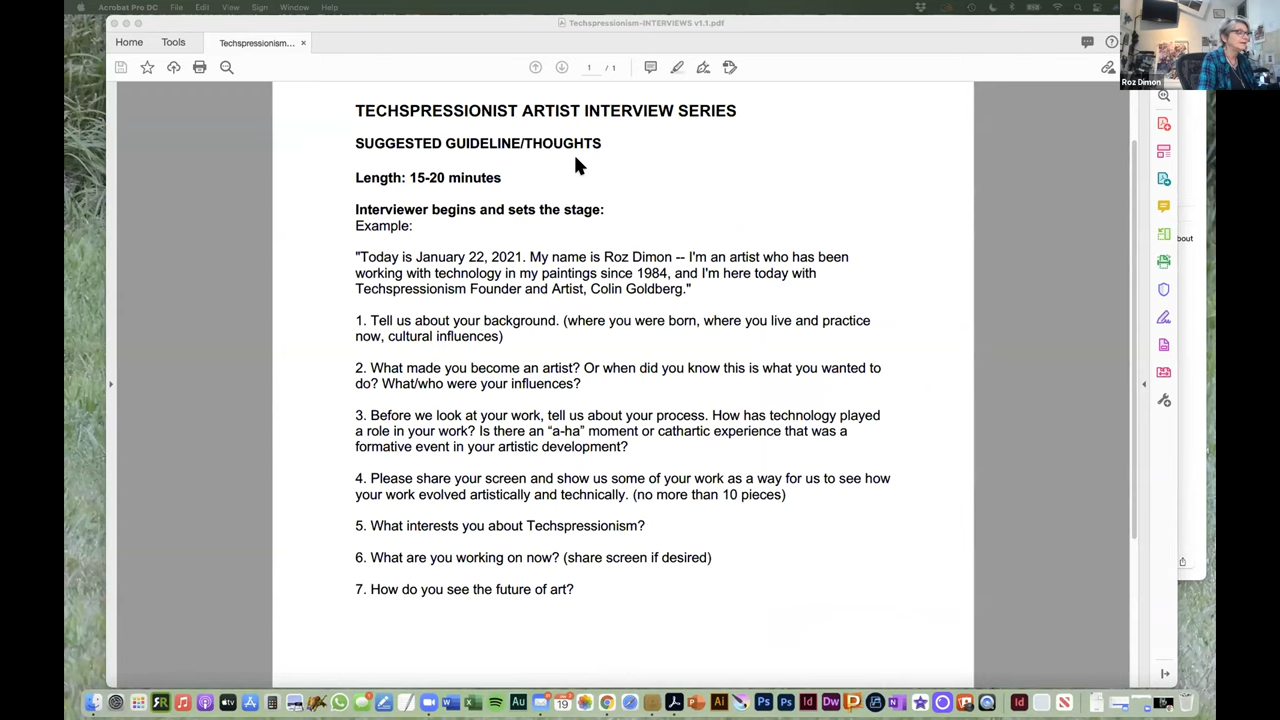 Acrobat Pro DC File Edit View Sign Window Help
Techspressionism-INTERVIEWS v1.1.pdf
Home Tools Techspressionism... ×
1 / 1
Roz Dimon
TECHSPRESSIONIST ARTIST INTERVIEW SERIES
SUGGESTED GUIDELINE/THOUGHTS
Length: 15-20 minutes
Interviewer begins and sets the stage:
Example:
"Today is January 22, 2021. My name is Roz Dimon -- I'm an artist who has been
working with technology in my paintings since 1984, and I'm here today with
Techspressionism Founder and Artist, Colin Goldberg."
1. Tell us about your background. (where you were born, where you live and practice
now, cultural influences)
2. What made you become an artist? Or when did you know this is what you wanted to
do? What/who were your influences?
3. Before we look at your work, tell us about your process. How has technology played
a role in your work? Is there an “a-ha” moment or cathartic experience that was a
formative event in your artistic development?
4. Please share your screen and show us some of your work as a way for us to see how
your work evolved artistically and technically. (no more than 10 pieces)
5. What interests you about Techspressionism?
6. What are you working on now? (share screen if desired)
7. How do you see the future of art?
bout